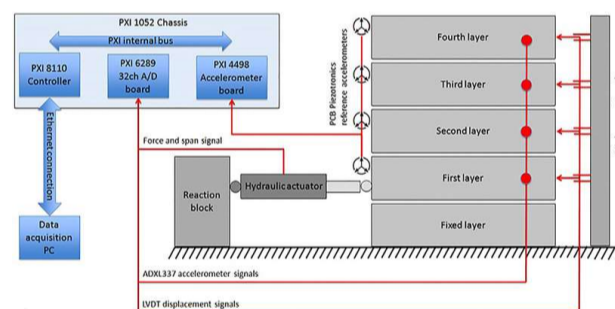 PXI 1052 Chassis
PXI internal bus
PXI 8110
Controller
PXI 6289
32ch A/D
board
PXI 4498
Accelerometer
board
Ethernet connection
Data
acquisition
PC
PCB Piezotronics
reference accelerometers
Fourth layer
Third layer
Second layer
First layer
Fixed layer
Force and span signal
Reaction
block
Hydraulic actuator
ADXL337 accelerometer signals
LVDT displacement signals